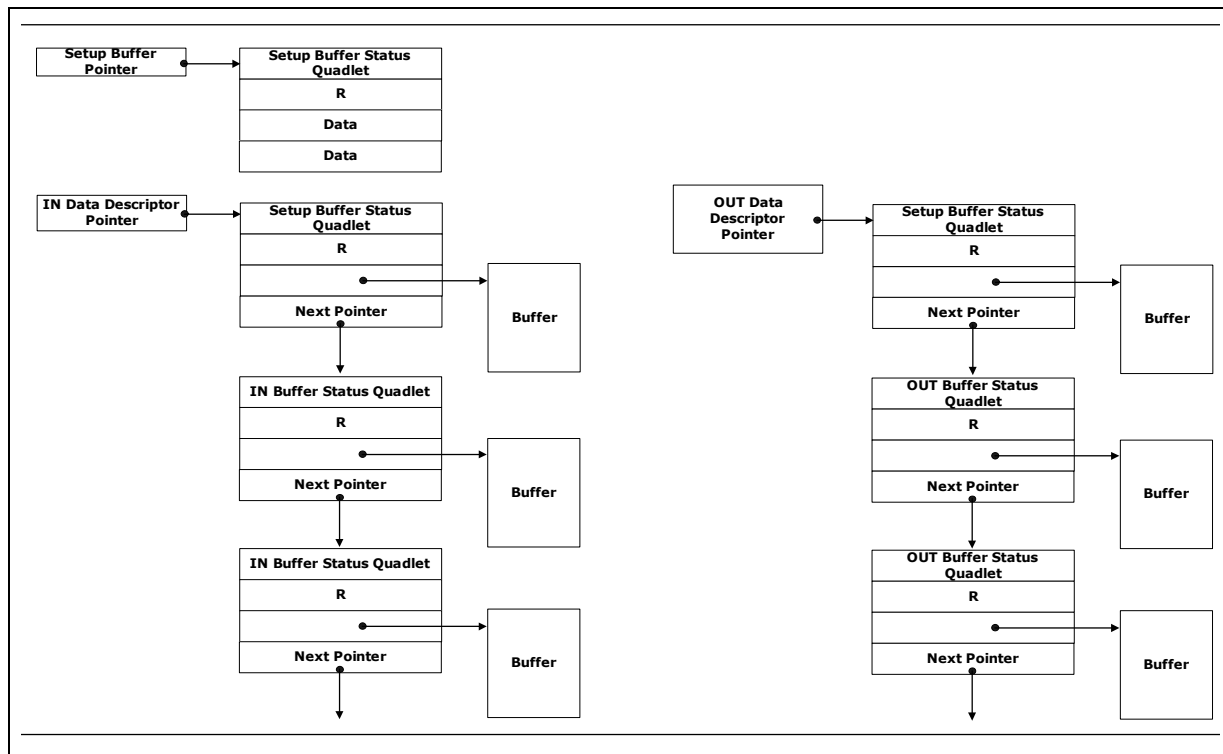 Setup Buffer
Pointer
Setup Buffer Status
Quadlet
R
Data
Data
IN Data Descriptor
Pointer
Setup Buffer Status
Quadlet
R
Next Pointer
Buffer
IN Buffer Status Quadlet
R
Next Pointer
Buffer
IN Buffer Status Quadlet
R
Next Pointer
Buffer
OUT Data
Descriptor
Pointer
Setup Buffer Status
Quadlet
R
Next Pointer
Buffer
OUT Buffer Status
Quadlet
R
Next Pointer
Buffer
OUT Buffer Status
Quadlet
R
Next Pointer
Buffer